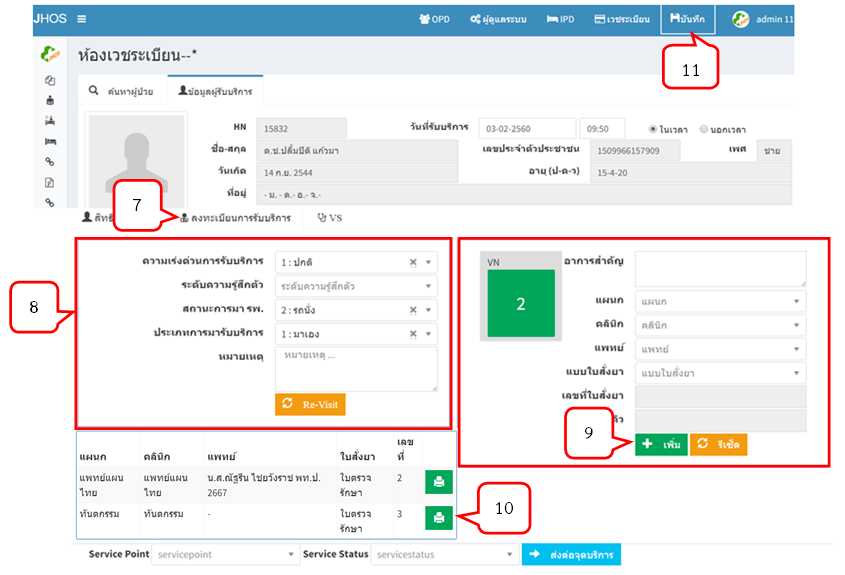 JHOS OPD ผู้ดูแลระบบ IPD เวชระเบียน บันทึก admin 11
11
ห้องเวชระเบียน--*
ค้นหาผู้ป่วย ข้อมูลผู้รับบริการ
HN 15832 วันที่รับบริการ 03-02-2560 09:50 ในเวลา นอกเวลา
ชื่อ-สกุล ด.ช.ปลื้มปิติ แก้วมา เลขประจำตัวประชาชน 1509966157909 เพศ ชาย
วันเกิด 14 ก.ย. 2544 อายุ (ป-ด-ว) 15-4-20
ที่อยู่ - ม. - ต.- อ.- จ.-
7
สิทธิ ลงทะเบียนการรับบริการ VS
8
ความเร่งด่วนการรับบริการ 1 : ปกติ
ระดับความรู้สึกตัว ระดับความรู้สึกตัว
สถานะการมา รพ. 2 : รถนั่ง
ประเภทการมารับบริการ 1 : มาเอง
หมายเหตุ หมายเหตุ ...
Re-Visit
VN
2
อาการสำคัญ
แผนก แผนก
คลินิก คลินิก
แพทย์ แพทย์
แบบใบสั่งยา แบบใบสั่งยา
เลขที่ใบสั่งยา
9
เพิ่ม รีเซ็ต
แผนก คลินิก แพทย์ ใบสั่งยา เลข
ที่
แพทย์แผน แพทย์แผน น.ส.ณัฐรีน ไชยวังราช พท.ป. ใบตรวจ 2
ไทย ไทย 2667 รักษา
ทันตกรรม ทันตกรรม - ใบตรวจ 3
รักษา
10
Service Point servicepoint Service Status servicestatus ส่งต่อจุดบริการ